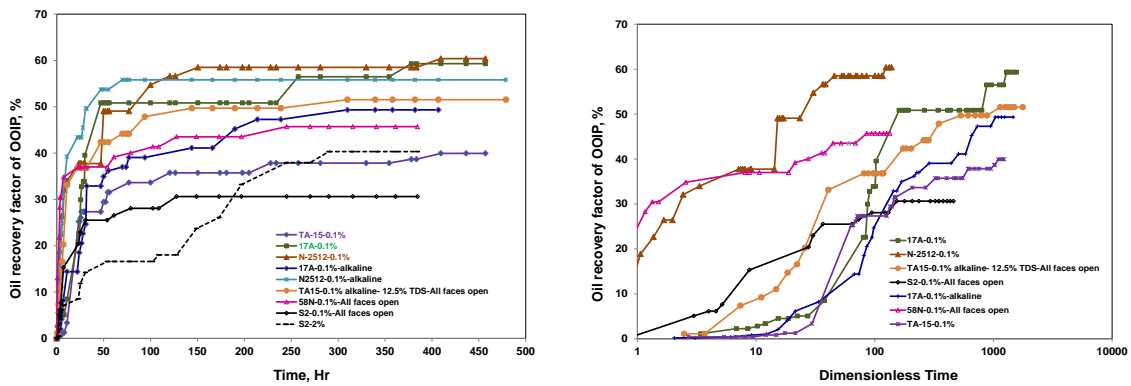 70
60
50
40
30
20
10
0
0
50
100
150
200
250
300
350
400
450
500
Oil recovery factor of OOIP, %
Time, Hr
TA-15-0.1%
17A-0.1%
N-2512-0.1%
17A-0.1%-alkaline
N2512-0.1%-alkaline
TA15-0.1% alkaline- 12.5% TDS-All faces open
58N-0.1%-All faces open
S2-0.1%-All faces open
S2-2%
70
60
50
40
30
20
10
0
1
10
100
1000
10000
Oil recovery factor of OOIP, %
Dimensionless Time
17A-0.1%
N-2512-0.1%
TA15-0.1% alkaline- 12.5% TDS-All faces open
S2-0.1%-All faces open
17A-0.1%-alkaline
58N-0.1%-All faces open
TA-15-0.1%